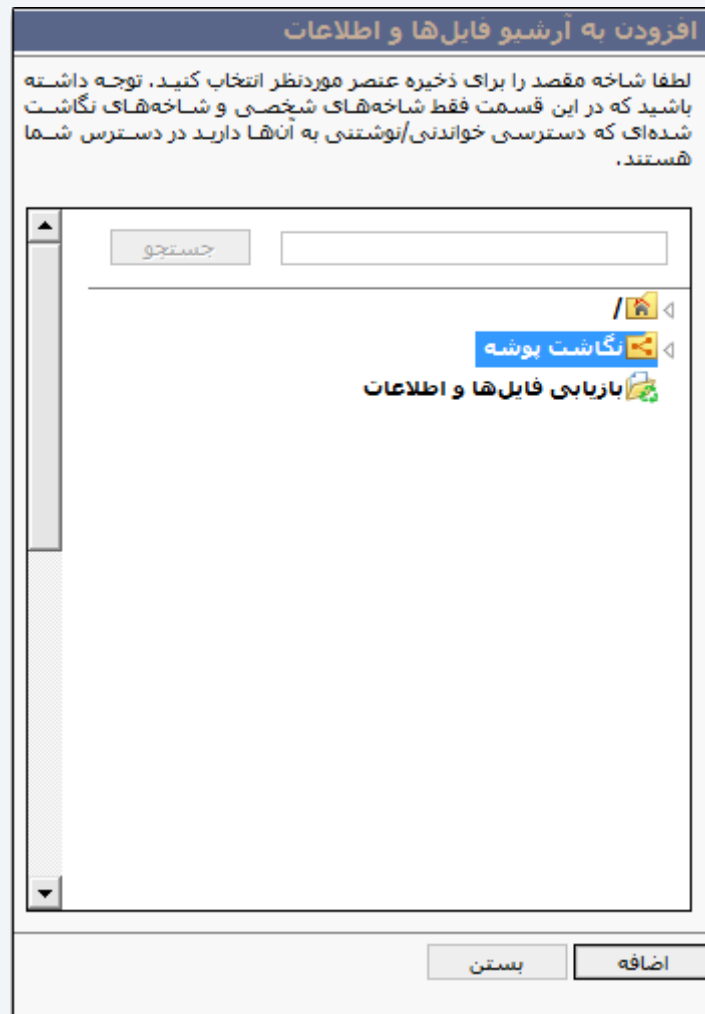 افزودن به آرشیو فایل‌ها و اطلاعات
لطفا شاخه مقصد را برای ذخیره عنصر موردنظر انتخاب کنید. توجه داشته
باشید که در این قسمت فقط شاخه‌های شخصی و شاخه‌های نگاشت
شده‌ای که دسترسی خواندنی/نوشتنی به آن‌ها دارید در دسترس شما
هستند.
جستجو
/
نگاشت پوشه
بازیابی فایل‌ها و اطلاعات
اضافه بستن